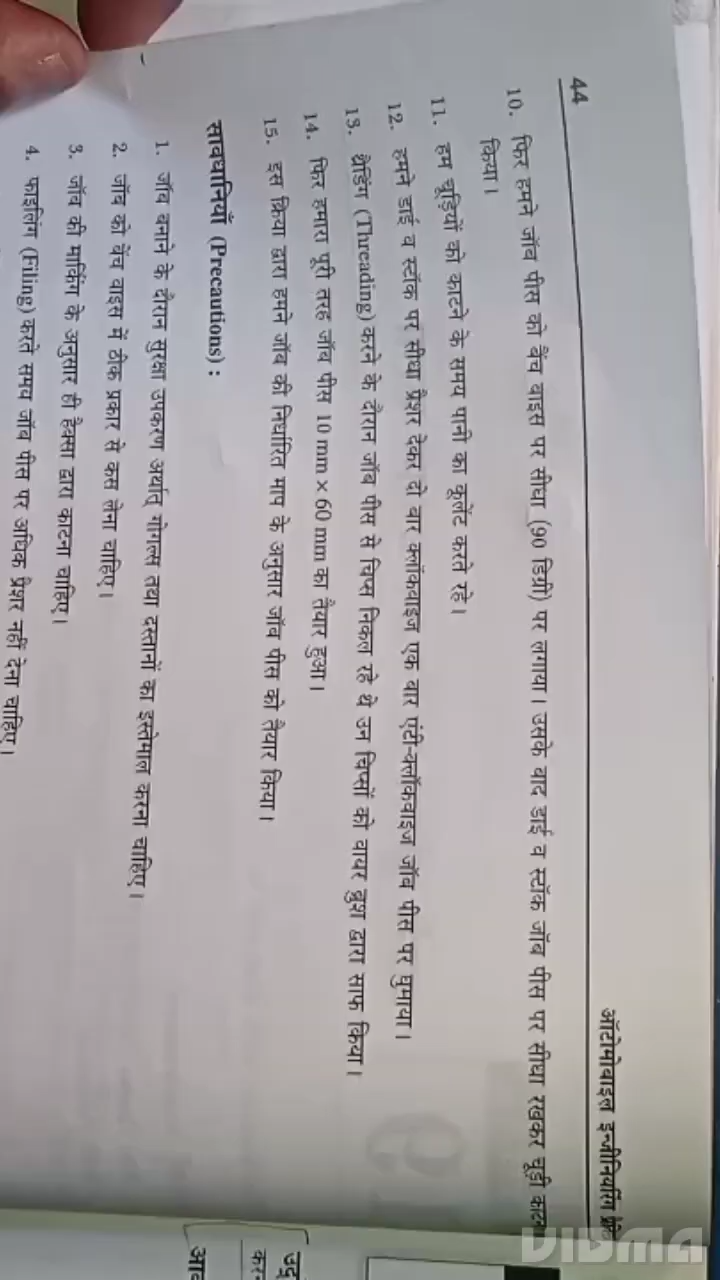 44
ऑटोमोबाइल इन्जीनियरिंग
10. फिर हमने जॉब पीस को बैंच वाइस पर सीधा (90 डिग्री) पर लगाया। उसके बाद डाई व स्टॉक जॉब पीस पर सीधा रखकर चूड़ी
किया।
11. हम चूड़ियों को काटने के समय पानी का कूलेंट करते रहे।
12. हमने डाई व स्टॉक पर सीधा प्रैशर देकर दो बार क्लॉकवाइज एक बार एंटी-क्लॉकवाइज जॉब पीस पर घुमाया।
13. थ्रैडिंग (Threading) करने के दौरान जॉब पीस से चिप्स निकल रहे थे उन चिप्सों को वायर ब्रुश द्वारा साफ किया।
14. फिर हमारा पूरी तरह जॉब पीस 10 mm × 60 mm का तैयार हुआ।
15. इस क्रिया द्वारा हमने जॉब की निर्धारित माप के अनुसार जॉब पीस को तैयार किया।
सावधानियाँ (Precautions) :
1. जॉब बनाने के दौरान सुरक्षा उपकरण अर्थात् गोगल्स तथा दस्तानों का इस्तेमाल करना चाहिए।
2. जॉब को बेंच वाइस में ठीक प्रकार से कस लेना चाहिए।
3. जॉब की मार्किंग के अनुसार ही हैक्सा द्वारा काटना चाहिए।
4. फाइलिंग (Filing) करते समय जॉब पीस पर अधिक प्रैशर नहीं देना चाहिए।
VIDMA